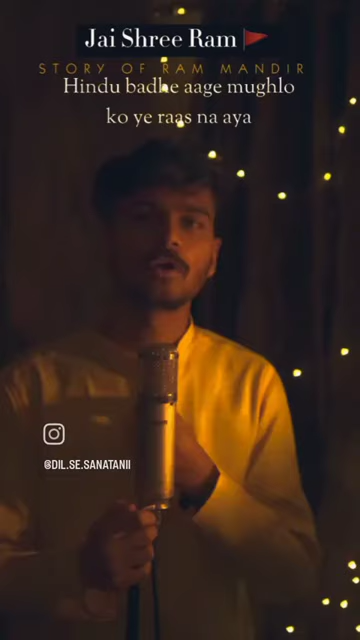 Jai Shree Ram
STORY OF RAM MANDIR
Hindu badhe aage mughlo
ko ye raas na aya
@DIL.SE.SANATANII